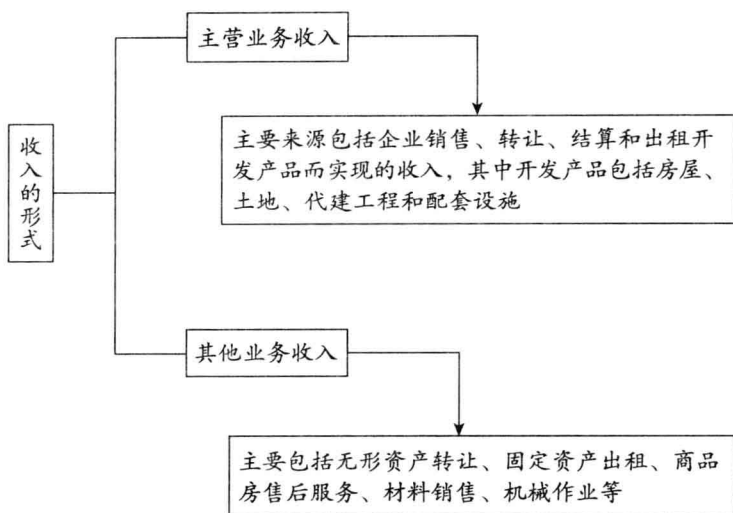 收入的形式
主营业务收入
主要来源包括企业销售、转让、结算和出租开
发产品而实现的收入，其中开发产品包括房屋、
土地、代建工程和配套设施
其他业务收入
主要包括无形资产转让、固定资产出租、商品
房售后服务、材料销售、机械作业等